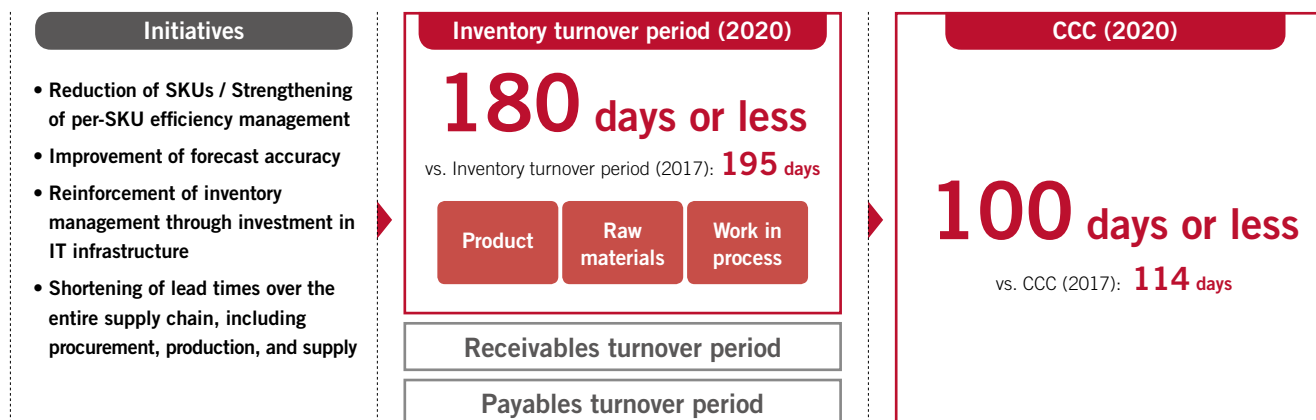 Initiatives
• Reduction of SKUs / Strengthening
of per-SKU efficiency management
• Improvement of forecast accuracy
• Reinforcement of inventory
management through investment in
IT infrastructure
• Shortening of lead times over the
entire supply chain, including
procurement, production, and supply
Inventory turnover period (2020)
180 days or less
vs. Inventory turnover period (2017): 195 days
Product
Raw
materials
Work in
process
Receivables turnover period
Payables turnover period
CCC (2020)
100 days or less
vs. CCC (2017): 114 days